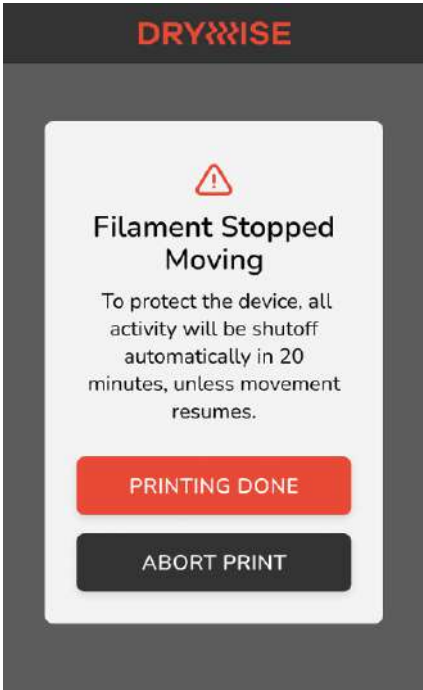 DRYWISE
Filament Stopped
Moving
To protect the device, all
activity will be shutoff
automatically in 20
minutes, unless movement
resumes.
PRINTING DONE
ABORT PRINT